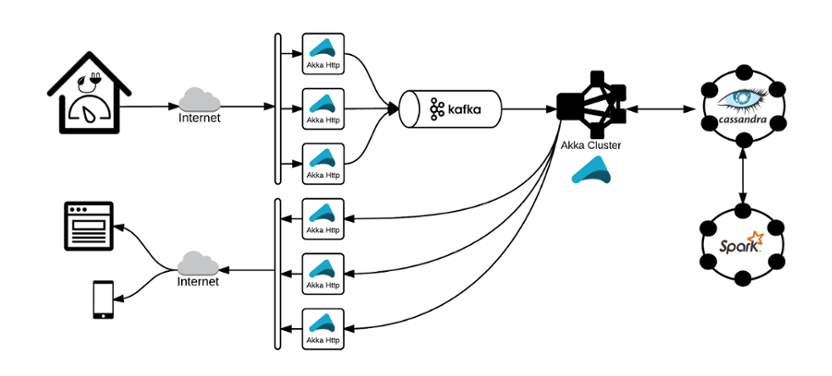 Internet
Akka Http
Akka Http
Akka Http
kafka
Akka Cluster
cassandra
Spark
Akka Http
Akka Http
Akka Http
Internet